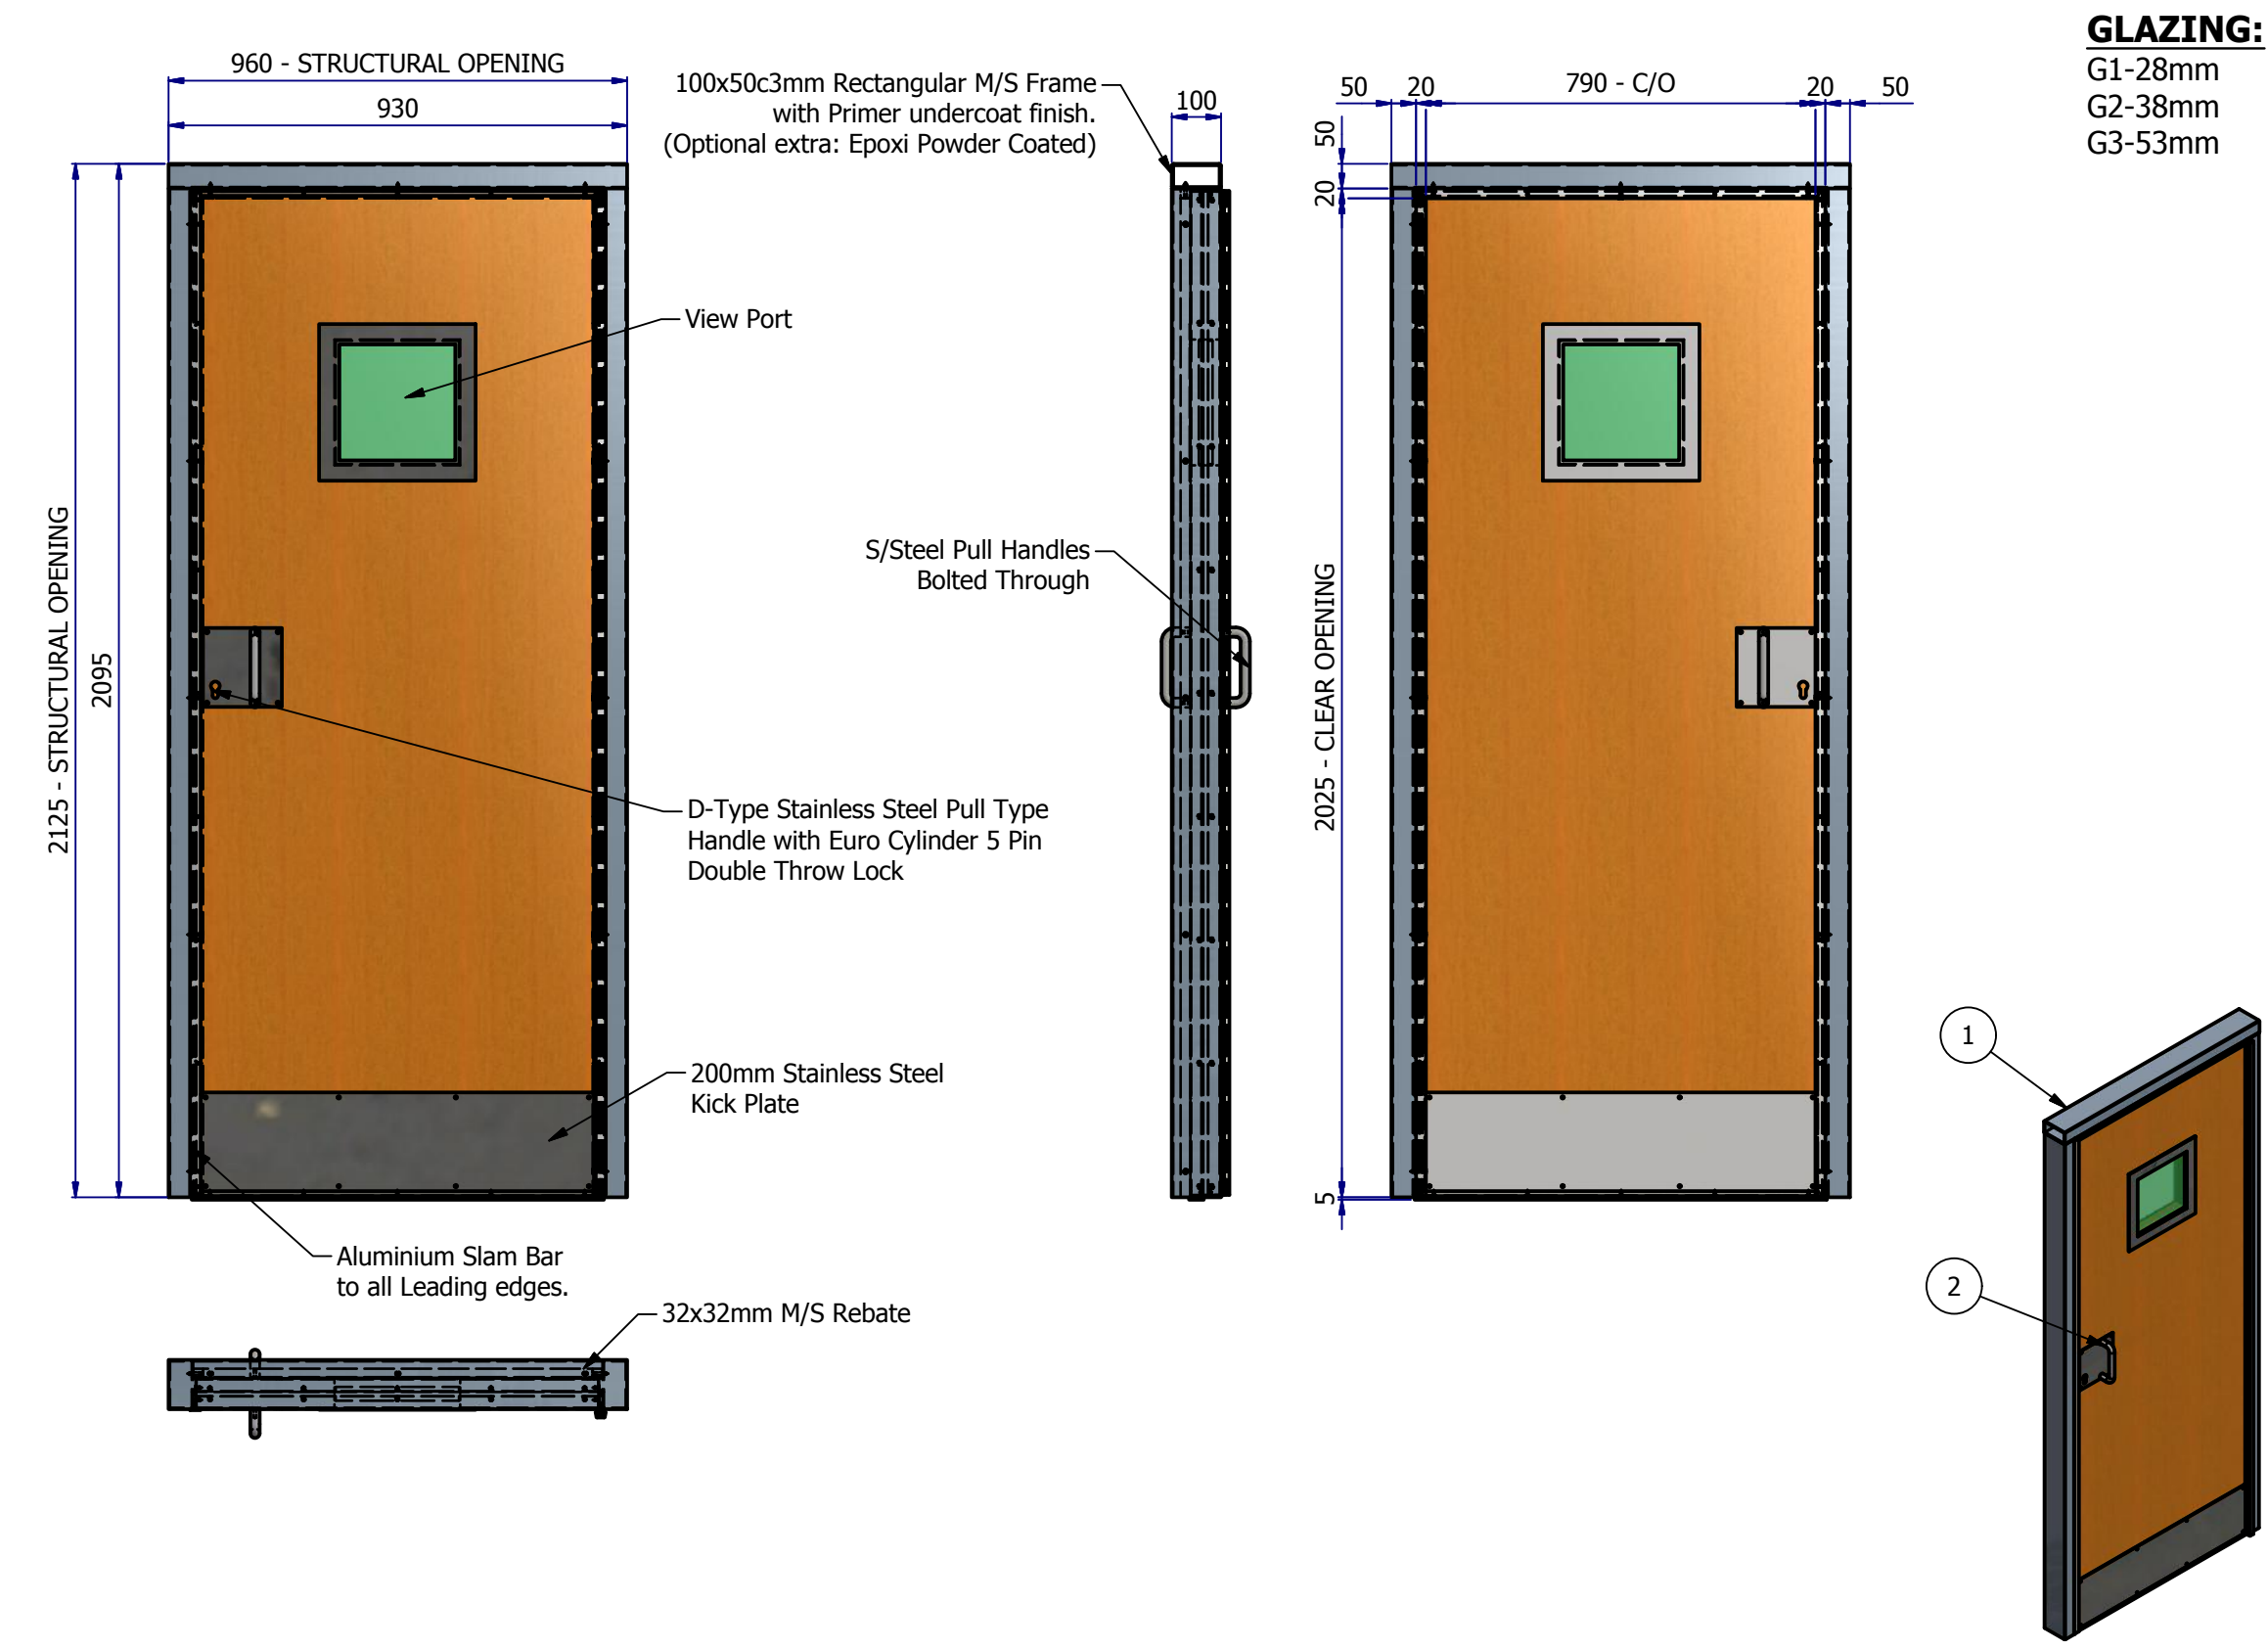 GLAZING:
G1-28mm
G2-38mm
G3-53mm
960 - STRUCTURAL OPENING
930
2125 - STRUCTURAL OPENING
2095
100x50c3mm Rectangular M/S Frame
with Primer undercoat finish.
(Optional extra: Epoxi Powder Coated)
100
50
20
790 - C/O
20
50
50
20
2025 - CLEAR OPENING
5
View Port
S/Steel Pull Handles
Bolted Through
D-Type Stainless Steel Pull Type
Handle with Euro Cylinder 5 Pin
Double Throw Lock
200mm Stainless Steel
Kick Plate
Aluminium Slam Bar
to all Leading edges.
32x32mm M/S Rebate
1
2